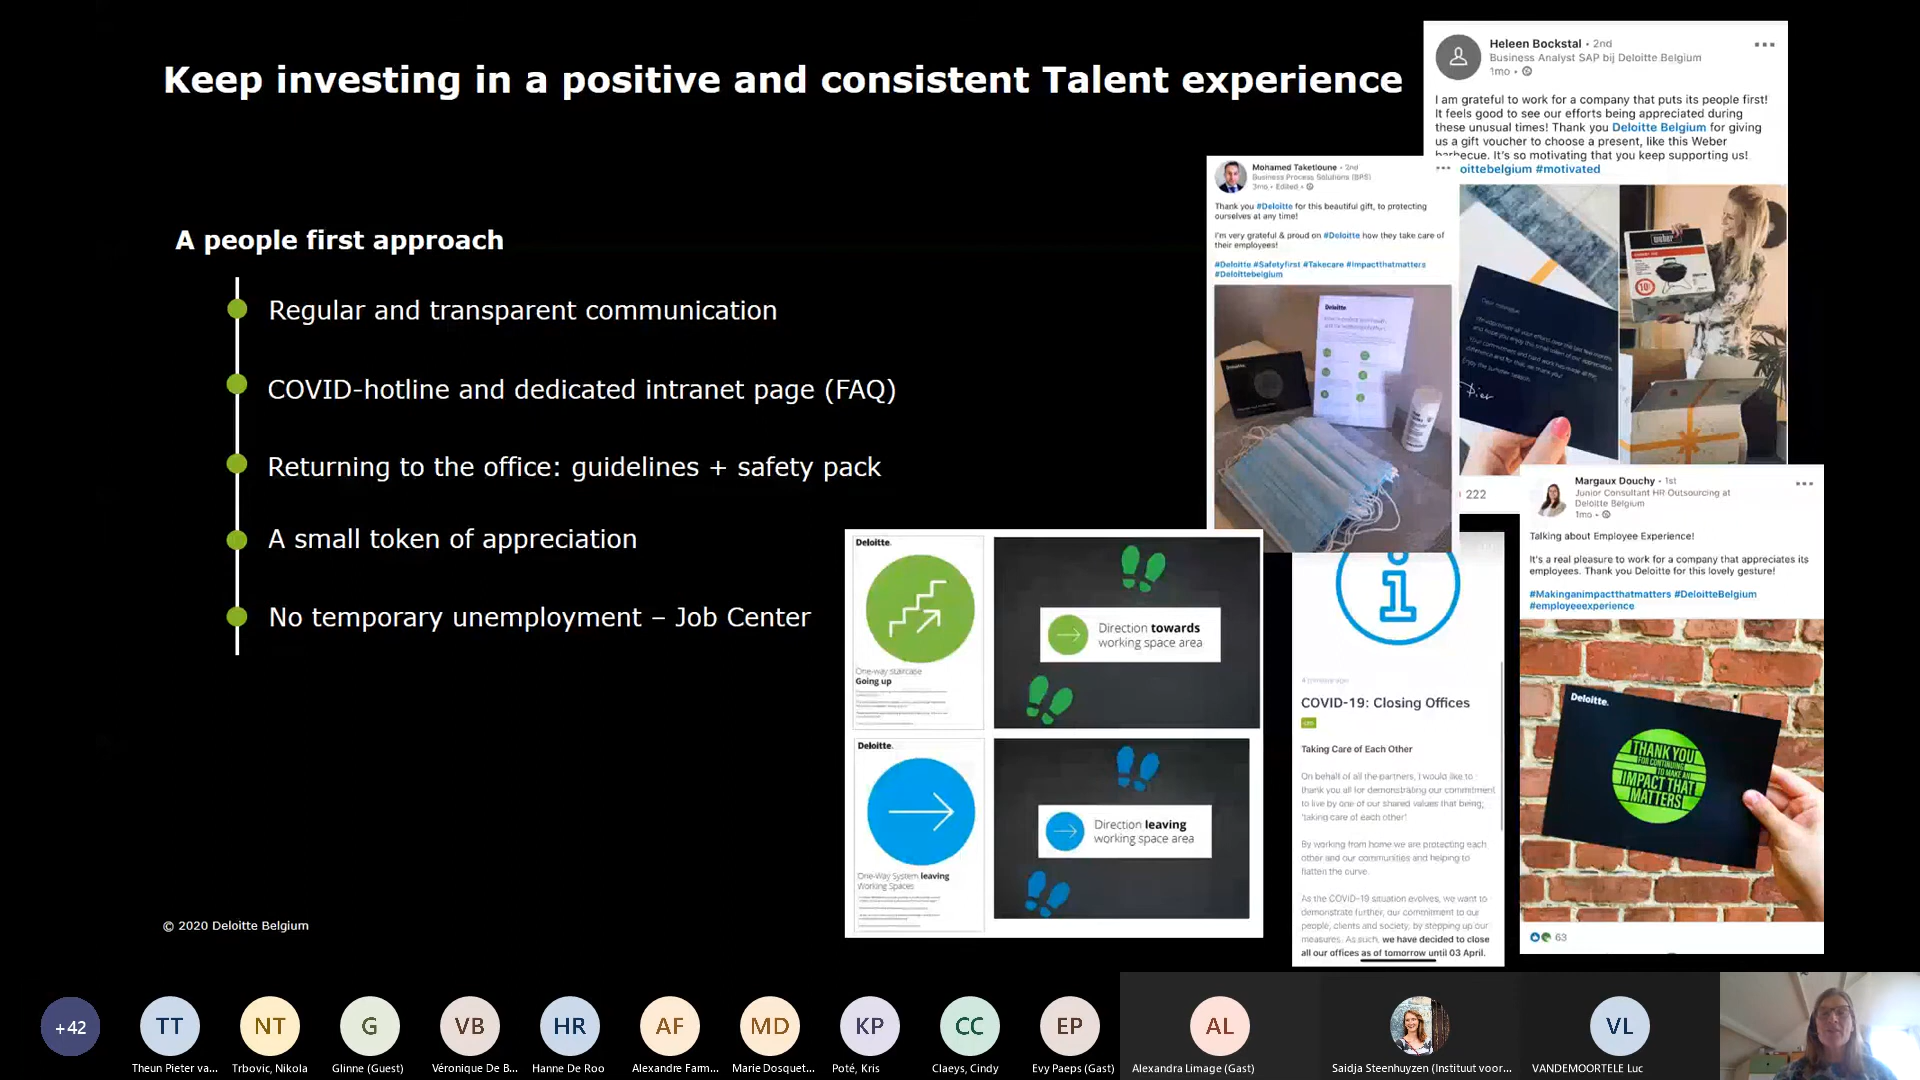 Keep investing in a positive and consistent Talent experience
A people first approach
Regular and transparent communication
COVID-hotline and dedicated intranet page (FAQ)
Returning to the office: guidelines + safety pack
A small token of appreciation
No temporary unemployment – Job Center
© 2020 Deloitte Belgium
Heleen Bockstal • 2nd
Business Analyst SAP bij Deloitte Belgium
1mo •
I am grateful to work for a company that puts its people first!
It feels good to see our efforts being appreciated during
these unusual times! Thank you Deloitte Belgium for giving
us a gift voucher to choose a present, like this Weber
barbecue. It's so motivating that you keep supporting us!
oittebelgium #motivated
weber
222
Mohamed Taketloune • 2nd
Business Process Solutions (BPS)
3mo • Edited •
Thank you #Deloitte for this beautiful gift, to protecting
ourselves at any time!
I'm very grateful & proud on #Deloitte how they take care of
their employees!
#Deloitte #Safetyfirst #Takecare #Impactthatmatters
#Deloittebelgium
Deloitte
Margaux Douchy • 1st
Junior Consultant HR Outsourcing at
Deloitte Belgium
1mo •
Talking about Employee Experience!
It's a real pleasure to work for a company that appreciates its
employees. Thank you Deloitte for this lovely gesture!
#Makinganimpactthatmatters #DeloitteBelgium
#employeeexperience
Deloitte.
THANK YOU
FOR CONTINUING
TO MAKE AN
IMPACT THAT
MATTERS
63
Deloitte.
One-way staircase
Going up
Direction towards
working space area
Deloitte.
One-Way System leaving
Working Spaces
Direction leaving
working space area
COVID-19: Closing Offices
Taking Care of Each Other
On behalf of all the partners, I would like to
thank you all for demonstrating our commitment
to live by one of our shared values that being;
'taking care of each other'.
By working from home we are protecting each
other and our communities and helping to
flatten the curve.
As the COVID-19 situation evolves, we want to
demonstrate further, our commitment to our
people, clients and society, by stepping up our
measures. As such, we have decided to close
all our offices as of tomorrow until 03 April.
+42
TT
NT
G
VB
HR
AF
MD
KP
CC
EP
AL
VL
Theun Pieter va...
Trbovic, Nikola
Glinne (Guest)
Véronique De B...
Hanne De Roo
Alexandre Fam...
Marie Dosquet...
Poté, Kris
Claeys, Cindy
Evy Paeps (Gast)
Alexandra Limage (Gast)
Saidja Steenhuyzen (Instituut voor...
VANDEMOORTELE Luc